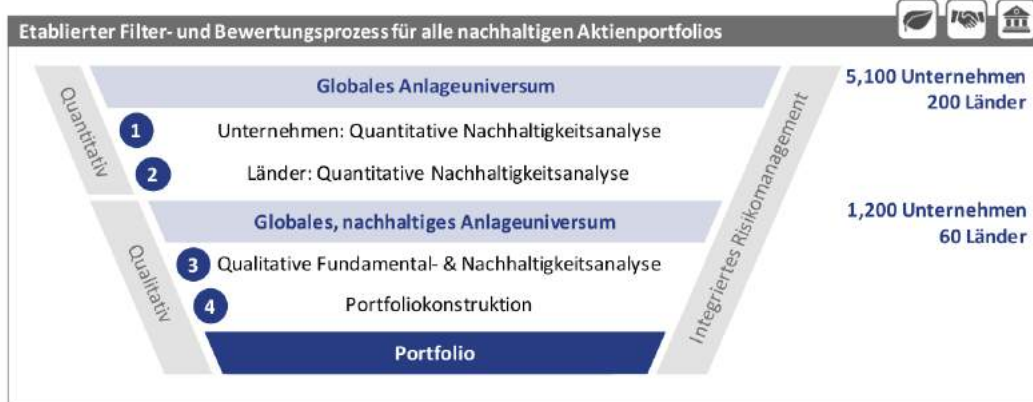 Etablierter Filter- und Bewertungsprozess für alle nachhaltigen Aktienportfolios
Quantitativ
Globales Anlageuniversum
5,100 Unternehmen
200 Länder
1 Unternehmen: Quantitative Nachhaltigkeitsanalyse
2 Länder: Quantitative Nachhaltigkeitsanalyse
Integriertes Risikomanagement
Qualitativ
Globales, nachhaltiges Anlageuniversum
1,200 Unternehmen
60 Länder
3 Qualitative Fundamental- & Nachhaltigkeitsanalyse
4 Portfoliokonstruktion
Portfolio